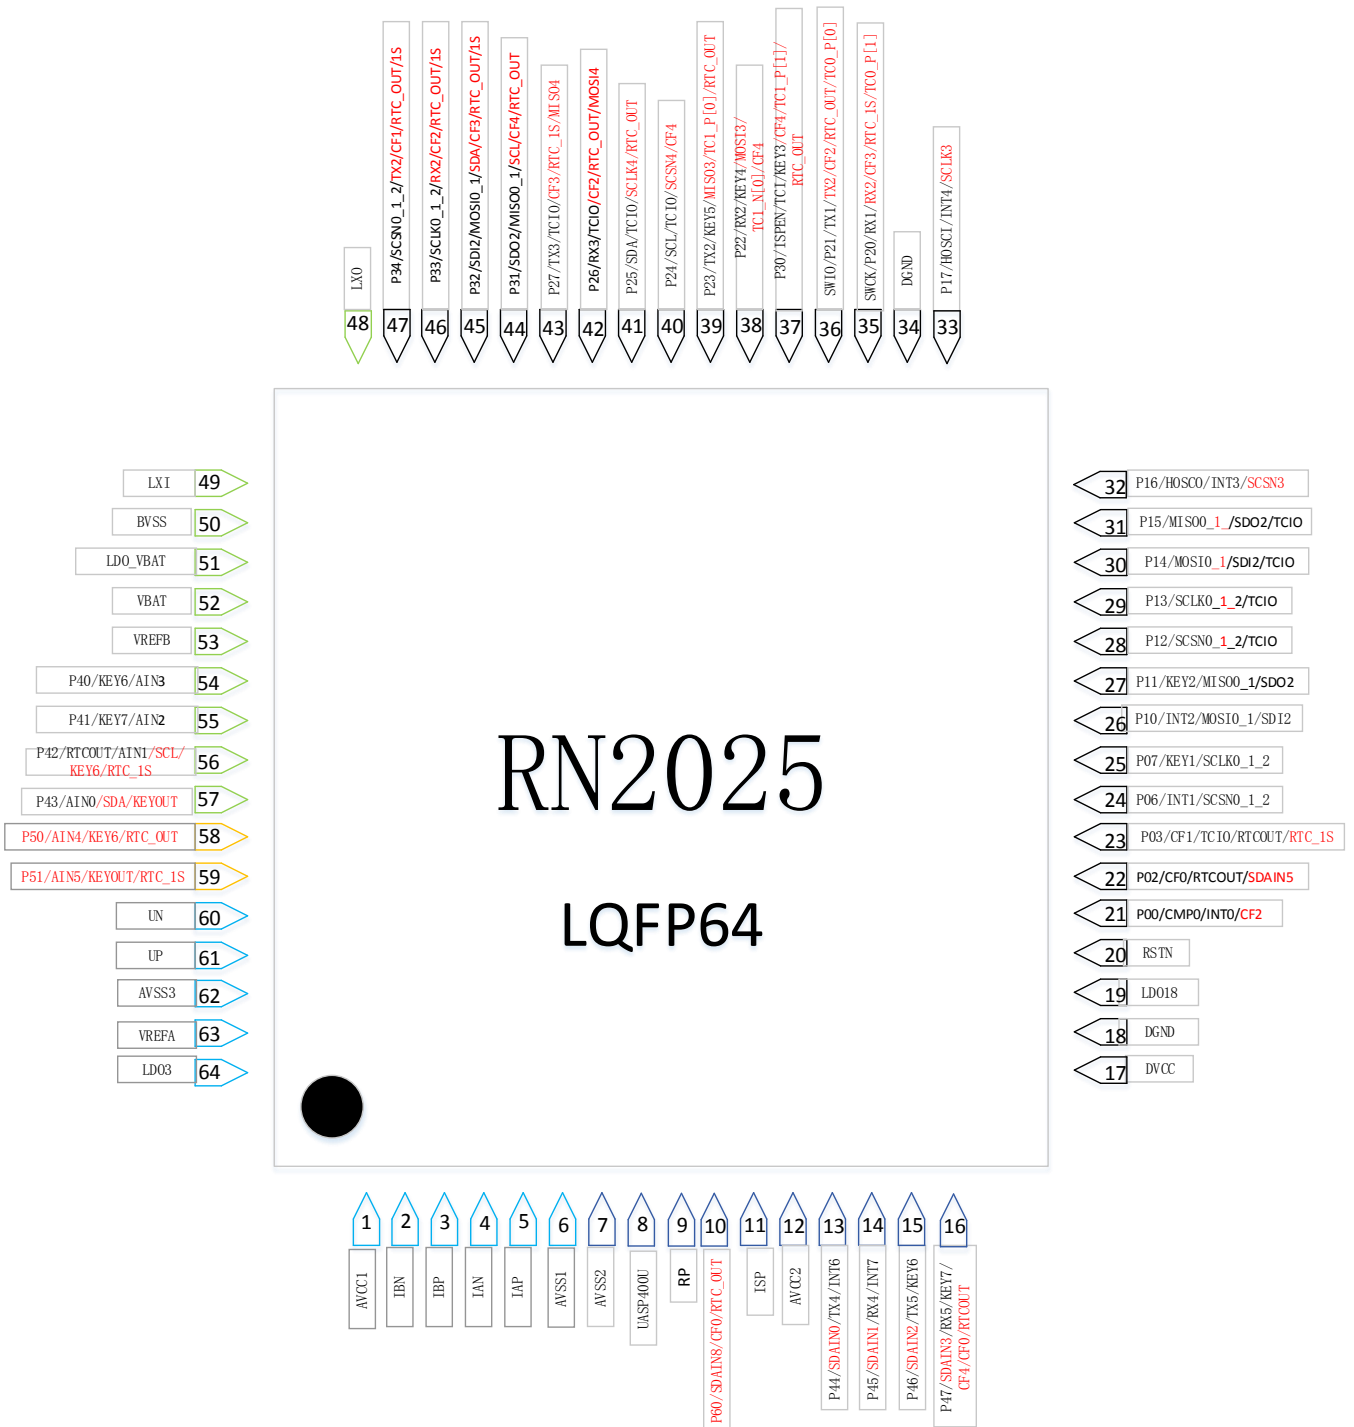 LXO
P34/SCSN0_1_2/TX2/CF1/RTC_OUT/1S
P33/SCLK0_1_2/RX2/CF2/RTC_OUT/1S
P32/SDI2/MOSI0_1/SDA/CF3/RTC_OUT/1S
P31/SDO2/MISO0_1/SCL/CF4/RTC_OUT
P27/TX3/TCIO/CF3/RTC_1S/MISO4
P26/RX3/TCIO/CF2/RTC_OUT/MOSI4
P25/SDA/TCIO/SCLK4/RTC_OUT
P24/SCL/TCIO/SCSN4/CF4
P23/TX2/KEY5/MISO3/TC1_P[0]/RTC_OUT
P22/RX2/KEY4/MOSI3/
TC1_N[0]/CF4
P30/ISPEN/TCI/KEY3/CF4/TC1_P[1]/
RTC_OUT
SWIO/P21/TX1/TX2/CF2/RTC_OUT/TC0_P[0]
SWCK/P20/RX1/RX2/CF3/RTC_1S/TC0_P[1]
DGND
P17/HOSCI/INT4/SCLK3
48
47
46
45
44
43
42
41
40
39
38
37
36
35
34
33
LXI 49
BVSS 50
LDO_VBAT 51
VBAT 52
VREFB 53
P40/KEY6/AIN3 54
P41/KEY7/AIN2 55
P42/RTCOUT/AIN1/SCL/
KEY6/RTC_1S 56
P43/AIN0/SDA/KEYOUT 57
P50/AIN4/KEY6/RTC_OUT 58
P51/AIN5/KEYOUT/RTC_1S 59
UN 60
UP 61
AVSS3 62
VREFA 63
LDO3 64
RN2025
LQFP64
32 P16/HOSCO/INT3/SCSN3
31 P15/MISO0_1_/SDO2/TCIO
30 P14/MOSI0_1/SDI2/TCIO
29 P13/SCLK0_1_2/TCIO
28 P12/SCSN0_1_2/TCIO
27 P11/KEY2/MISO0_1/SDO2
26 P10/INT2/MOSI0_1/SDI2
25 P07/KEY1/SCLK0_1_2
24 P06/INT1/SCSN0_1_2
23 P03/CF1/TCIO/RTCOUT/RTC_1S
22 P02/CF0/RTCOUT/SDAIN5
21 P00/CMP0/INT0/CF2
20 RSTN
19 LDO18
18 DGND
17 DVCC
1
2
3
4
5
6
7
8
9
10
11
12
13
14
15
16
AVCC1
IBN
IBP
IAN
IAP
AVSS1
AVSS2
UASP400U
RP
P60/SDAIN8/CF0/RTC_OUT
ISP
AVCC2
P44/SDAIN0/TX4/INT6
P45/SDAIN1/RX4/INT7
P46/SDAIN2/TX5/KEY6
P47/SDAIN3/RX5/KEY7/
CF4/CF0/RTCOUT